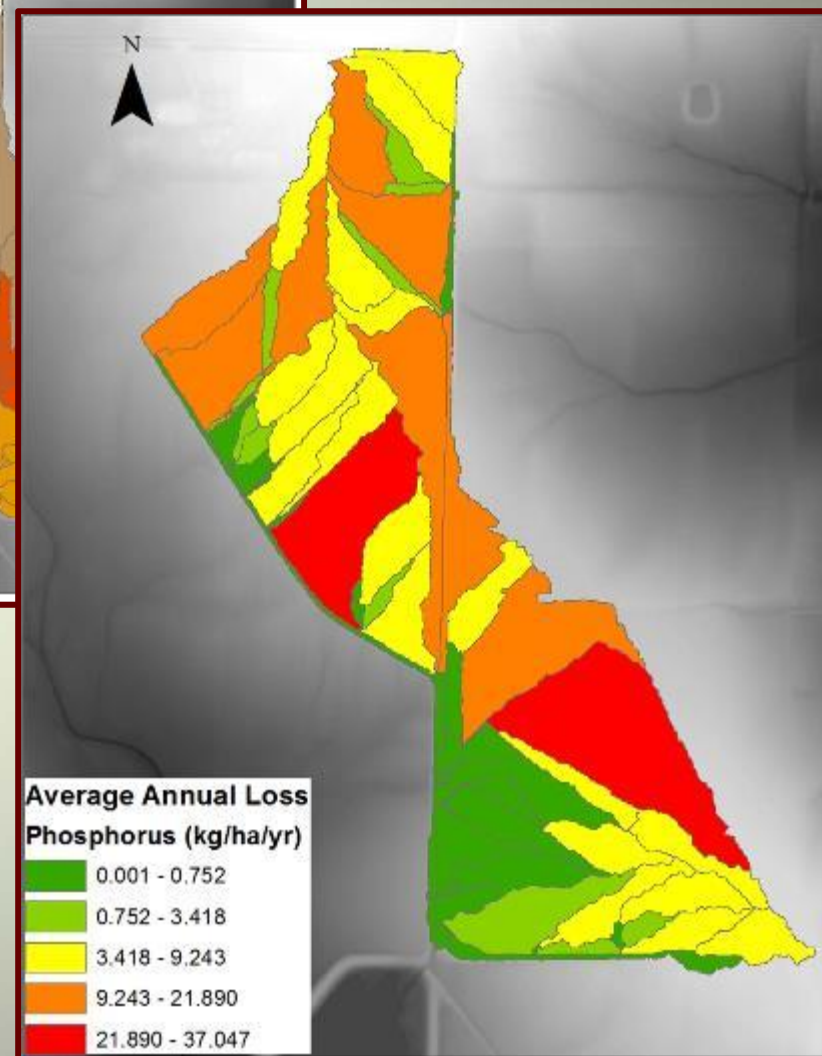 N
Average Annual Loss
Phosphorus (kg/ha/yr)
0.001 - 0.752
0.752 - 3.418
3.418 - 9.243
9.243 - 21.890
21.890 - 37.047